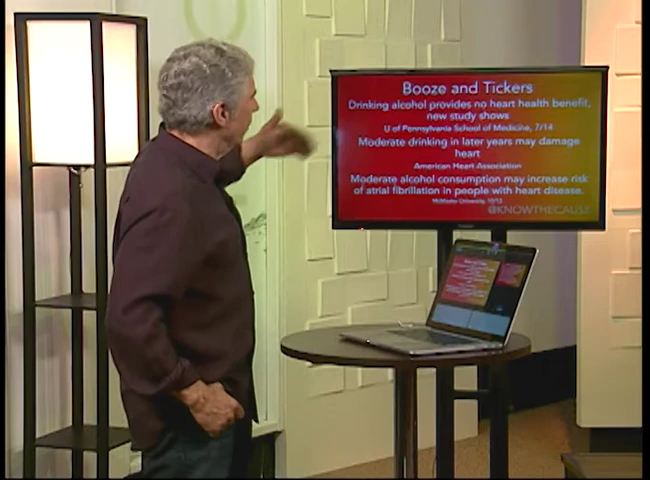 Booze and Tickers
Drinking alcohol provides no heart health benefit,
new study shows
U of Pennsylvania School of Medicine, 7/14
Moderate drinking in later years may damage
heart
American Heart Association
Moderate alcohol consumption may increase risk
of atrial fibrillation in people with heart disease.
McMaster University, 10/12
@KNOWTHECAUSE